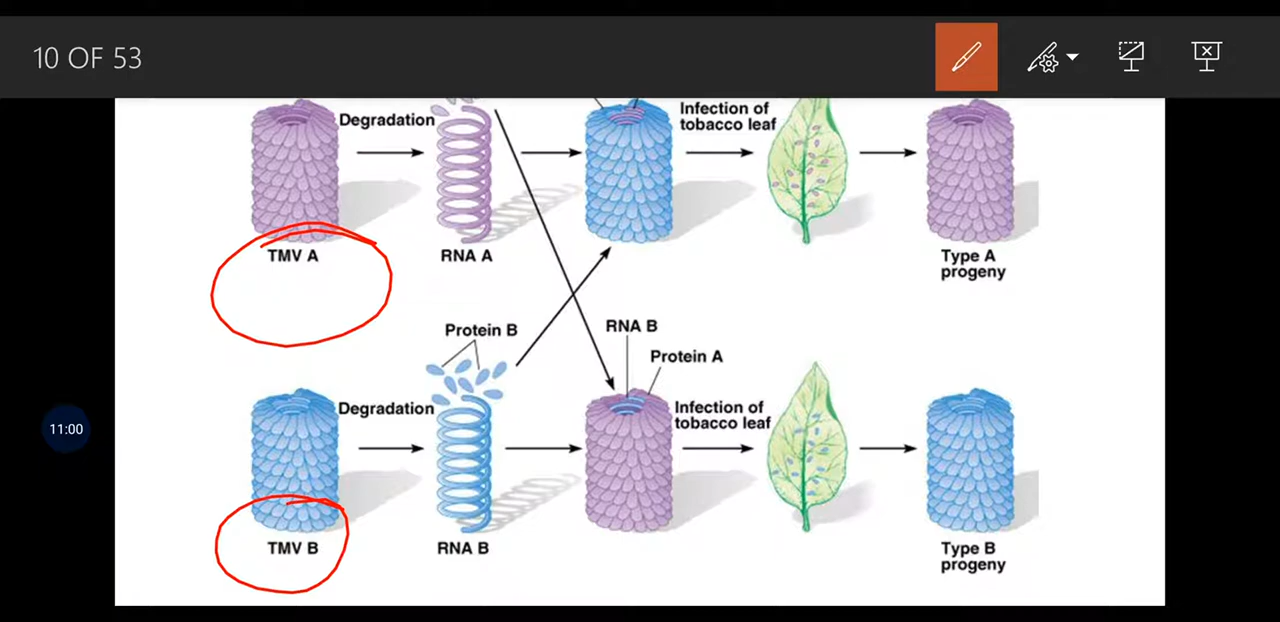 10 OF 53
Degradation
Infection of
tobacco leaf
TMV A
RNA A
Type A
progeny
Protein B
RNA B
Protein A
Degradation
Infection of
tobacco leaf
11:00
TMV B
RNA B
Type B
progeny